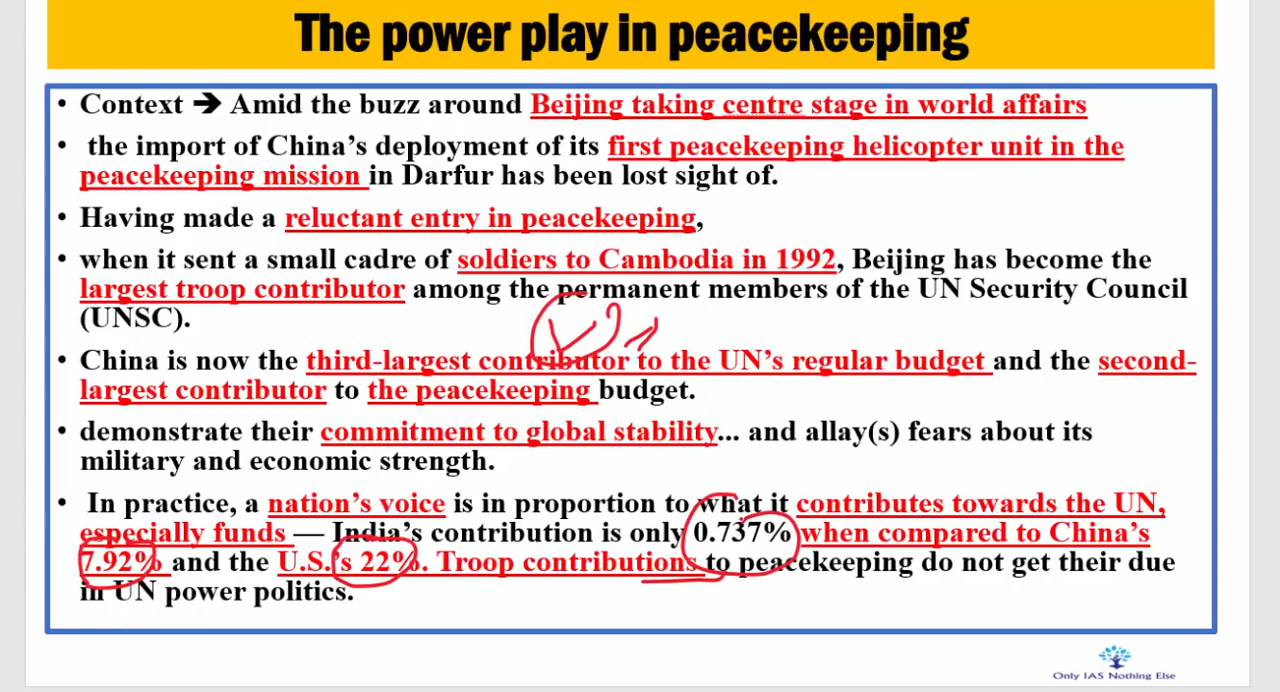 The power play in peacekeeping
• Context ➔ Amid the buzz around Beijing taking centre stage in world affairs
• the import of China's deployment of its first peacekeeping helicopter unit in the
peacekeeping mission in Darfur has been lost sight of.
• Having made a reluctant entry in peacekeeping,
• when it sent a small cadre of soldiers to Cambodia in 1992, Beijing has become the
largest troop contributor among the permanent members of the UN Security Council
(UNSC).
• China is now the third-largest contributor to the UN's regular budget and the second-
largest contributor to the peacekeeping budget.
• demonstrate their commitment to global stability... and allay(s) fears about its
military and economic strength.
• In practice, a nation's voice is in proportion to what it contributes towards the UN,
especially funds — India's contribution is only 0.737% when compared to China's
7.92% and the U.S.'s 22%. Troop contributions to peacekeeping do not get their due
in UN power politics.
Only IAS Nothing Else